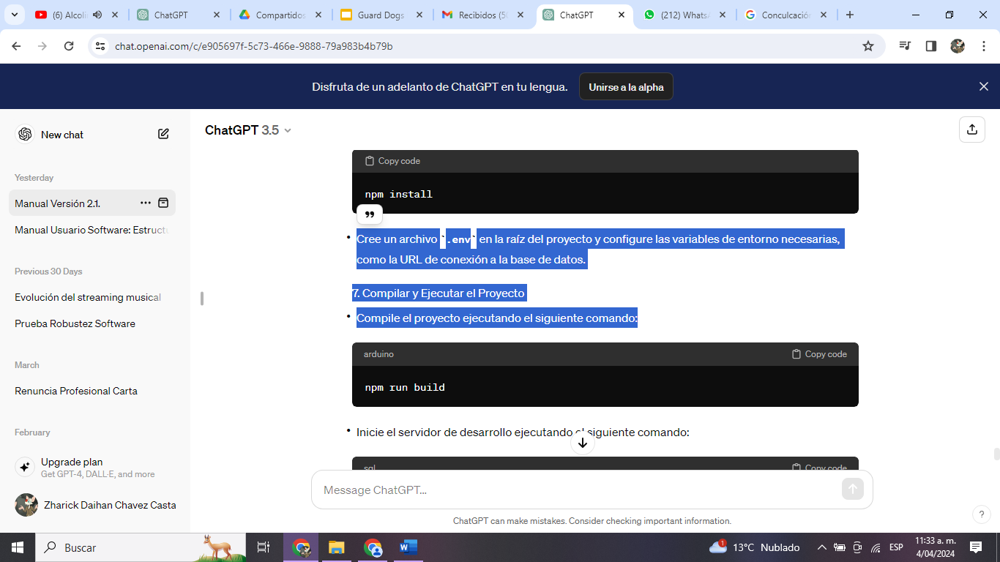 (6) Alcoli
ChatGPT
Compartidos
Guard Dogs
Recibidos (50
ChatGPT
(212) WhatsA
Conculcación
chat.openai.com/c/e905697f-5c73-466e-9888-79a983b4b79b
Disfruta de un adelanto de ChatGPT en tu lengua.
Unirse a la alpha
New chat
Yesterday
Manual Versión 2.1.
Manual Usuario Software: Estructu
Previous 30 Days
Evolución del streaming musical
Prueba Robustez Software
March
Renuncia Profesional Carta
February
Upgrade plan
Get GPT-4, DALL·E, and more
Zharick Daihan Chavez Casta
ChatGPT 3.5
Copy code
npm install
• Cree un archivo `.env` en la raíz del proyecto y configure las variables de entorno necesarias,
como la URL de conexión a la base de datos.
7. Compilar y Ejecutar el Proyecto
• Compile el proyecto ejecutando el siguiente comando:
arduino
Copy code
npm run build
• Inicie el servidor de desarrollo ejecutando el siguiente comando:
sql
Copy code
Message ChatGPT...
ChatGPT can make mistakes. Consider checking important information.
?
Buscar
1
13°C Nublado
ESP
11:33 a. m.
4/04/2024